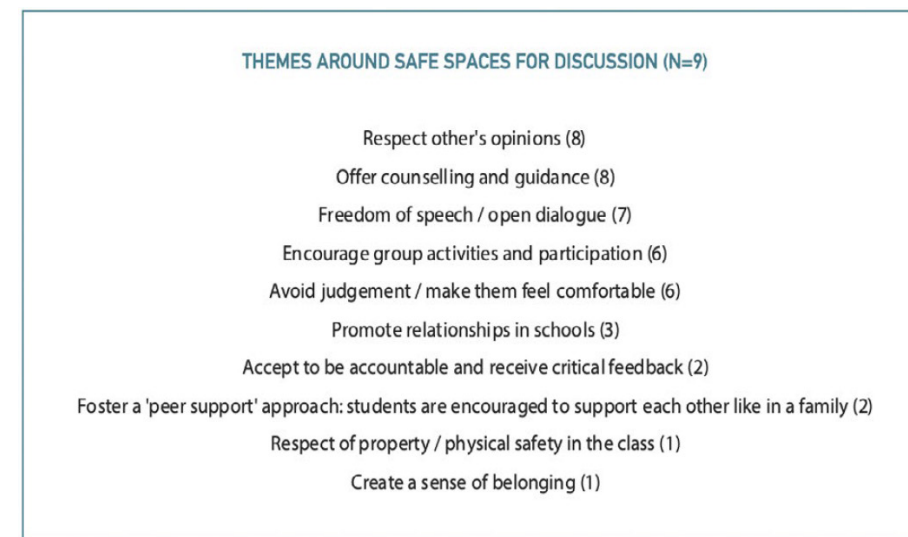 THEMES AROUND SAFE SPACES FOR DISCUSSION (N=9)
Respect other's opinions (8)
Offer counselling and guidance (8)
Freedom of speech / open dialogue (7)
Encourage group activities and participation (6)
Avoid judgement / make them feel comfortable (6)
Promote relationships in schools (3)
Accept to be accountable and receive critical feedback (2)
Foster a 'peer support' approach: students are encouraged to support each other like in a family (2)
Respect of property / physical safety in the class (1)
Create a sense of belonging (1)